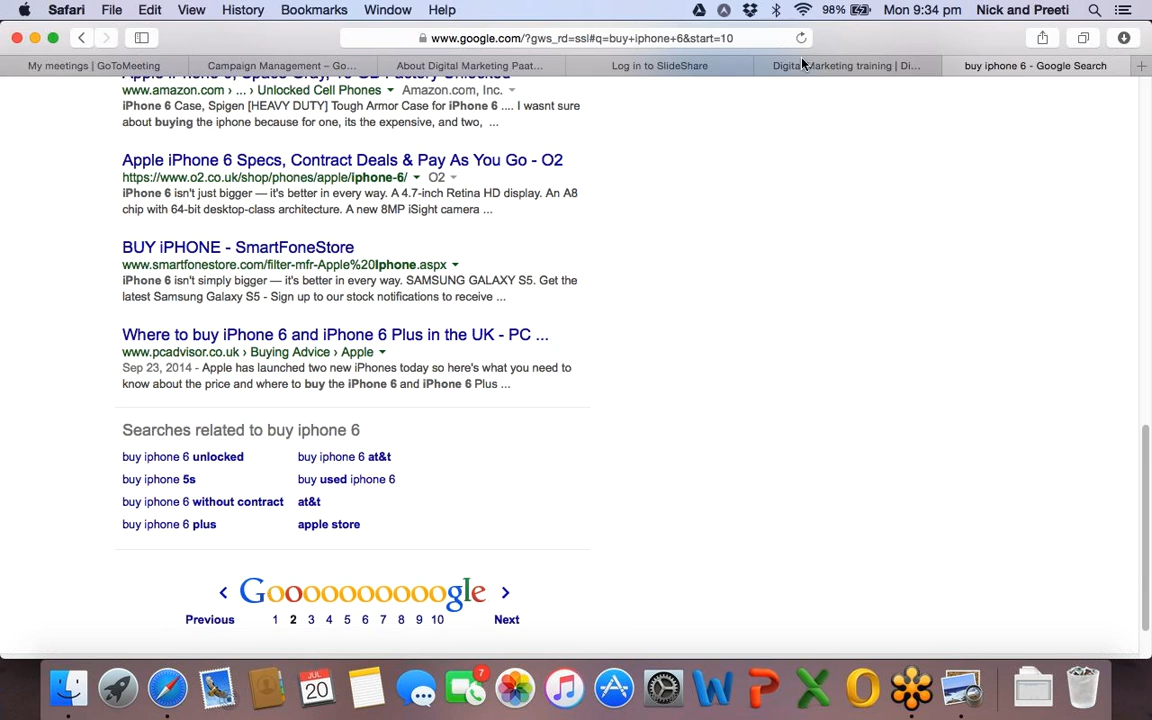 Safari File Edit View History Bookmarks Window Help 98% Mon 9:34 pm Nick and Preeti
www.google.com/?gws_rd=ssl#q=buy+iphone+6&start=10
My meetings | GoToMeeting Campaign Management – Go... About Digital Marketing Paat... Log in to SlideShare Digital Marketing training | Di... buy iphone 6 - Google Search
Apple iPhone 6, Space Gray, 16 GB Factory Unlocked
www.amazon.com › ... › Unlocked Cell Phones Amazon.com, Inc.
iPhone 6 Case, Spigen [HEAVY DUTY] Tough Armor Case for iPhone 6 .... I wasnt sure
about buying the iphone because for one, its the expensive, and two, ...
Apple iPhone 6 Specs, Contract Deals & Pay As You Go - O2
https://www.o2.co.uk/shop/phones/apple/iphone-6/ O2
iPhone 6 isn't just bigger — it's better in every way. A 4.7-inch Retina HD display. An A8
chip with 64-bit desktop-class architecture. A new 8MP iSight camera ...
BUY iPHONE - SmartFoneStore
www.smartfonestore.com/filter-mfr-Apple%20Iphone.aspx
iPhone 6 isn't simply bigger — it's better in every way. SAMSUNG GALAXY S5. Get the
latest Samsung Galaxy S5 - Sign up to our stock notifications to receive ...
Where to buy iPhone 6 and iPhone 6 Plus in the UK - PC ...
www.pcadvisor.co.uk › Buying Advice › Apple
Sep 23, 2014 - Apple has launched two new iPhones today so here's what you need to
know about the price and where to buy the iPhone 6 and iPhone 6 Plus ...
Searches related to buy iphone 6
buy iphone 6 unlocked buy iphone 6 at&t
buy iphone 5s buy used iphone 6
buy iphone 6 without contract at&t
buy iphone 6 plus apple store
Goooooooooogle
Previous 1 2 3 4 5 6 7 8 9 10 Next
JUL
20
7